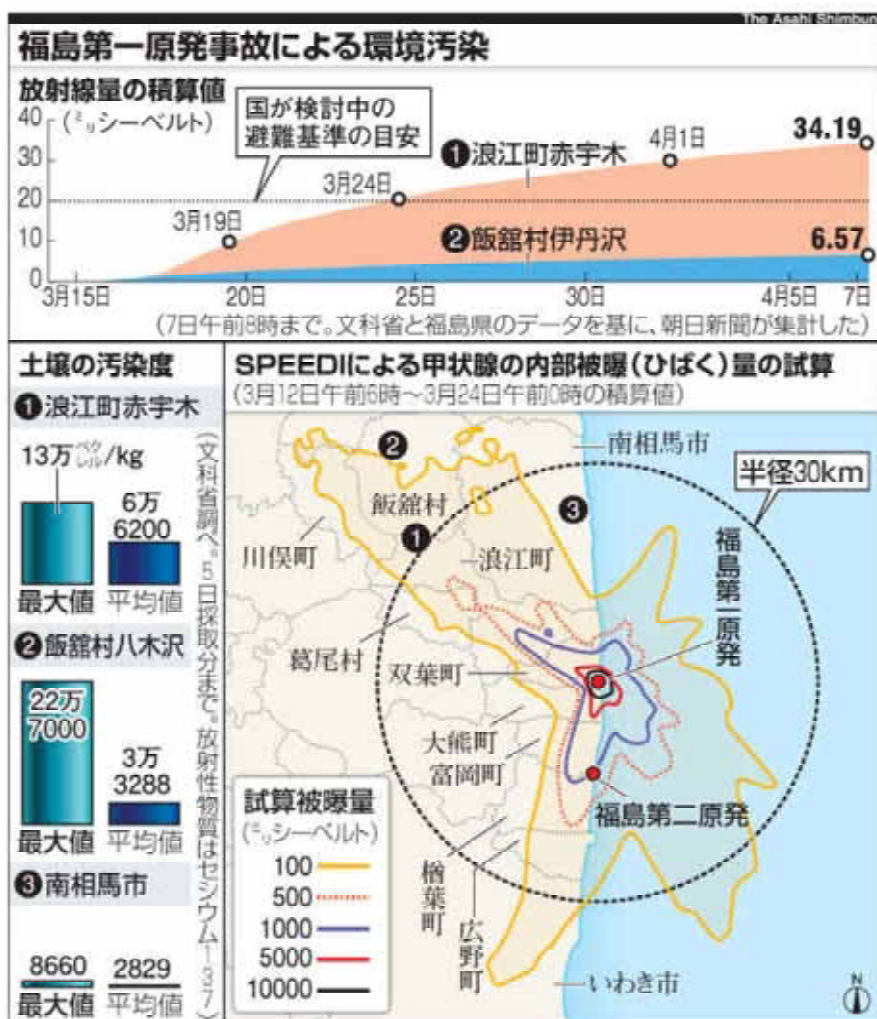 The Asahi Shimbun
福島第一原発事故による環境汚染
放射線量の積算値
(ミリシーベルト)
40
30
20
10
0
国が検討中の
避難基準の目安
3月19日
3月24日
4月1日
❶浪江町赤宇木
34.19
❷飯舘村伊丹沢
6.57
3月15日
20日
25日
30日
4月5日
7日
(7日午前8時まで。文科省と福島県のデータを基に、朝日新聞が集計した)
土壌の汚染度
❶浪江町赤宇木
13万ベクレル/kg
6万
6200
最大値
平均値
❷飯舘村八木沢
22万
7000
3万
3288
最大値
平均値
❸南相馬市
8660
2829
最大値
平均値
(文科省調べ。5日採取分まで。放射性物質はセシウム137)
SPEEDIによる甲状腺の内部被曝(ひばく)量の試算
(3月12日午前6時〜3月24日午前0時の積算値)
❷
南相馬市
半径30km
飯舘村
❸
❶
川俣町
浪江町
福島第一原発
葛尾村
双葉町
大熊町
富岡町
福島第二原発
楢葉町
広野町
いわき市
試算被曝量
(ミリシーベルト)
100
500
1000
5000
10000
N